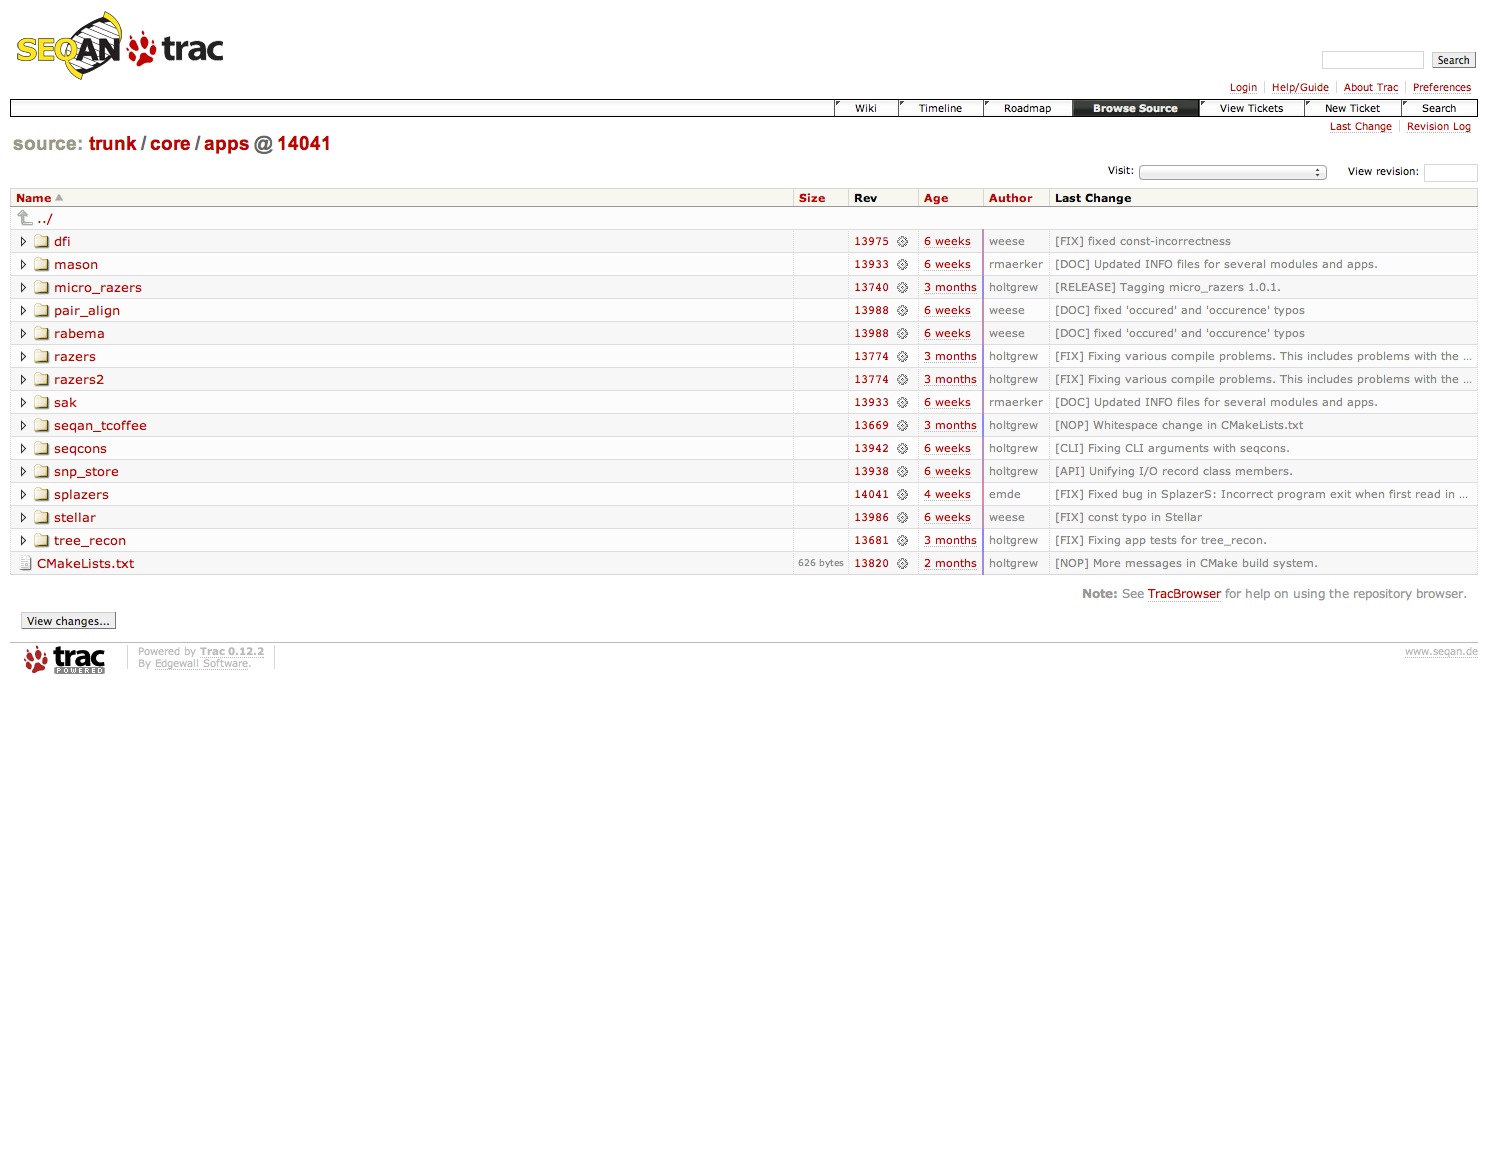 SEQAN trac
Search
Login Help/Guide About Trac Preferences
Wiki Timeline Roadmap Browse Source View Tickets New Ticket Search
Last Change Revision Log
source: trunk / core / apps @ 14041
Visit: View revision:
Name Size Rev Age Author Last Change
../
dfi 13975 6 weeks weese [FIX] fixed const-incorrectness
mason 13933 6 weeks rmaerker [DOC] Updated INFO files for several modules and apps.
micro_razers 13740 3 months holtgrew [RELEASE] Tagging micro_razers 1.0.1.
pair_align 13988 6 weeks weese [DOC] fixed 'occured' and 'occurence' typos
rabema 13988 6 weeks weese [DOC] fixed 'occured' and 'occurence' typos
razers 13774 3 months holtgrew [FIX] Fixing various compile problems. This includes problems with the ...
razers2 13774 3 months holtgrew [FIX] Fixing various compile problems. This includes problems with the ...
sak 13933 6 weeks rmaerker [DOC] Updated INFO files for several modules and apps.
seqan_tcoffee 13669 3 months holtgrew [NOP] Whitespace change in CMakeLists.txt
seqcons 13942 6 weeks holtgrew [CLI] Fixing CLI arguments with seqcons.
snp_store 13938 6 weeks holtgrew [API] Unifying I/O record class members.
splazers 14041 4 weeks emde [FIX] Fixed bug in SplazerS: Incorrect program exit when first read in ...
stellar 13986 6 weeks weese [FIX] const typo in Stellar
tree_recon 13681 3 months holtgrew [FIX] Fixing app tests for tree_recon.
CMakeLists.txt 626 bytes 13820 2 months holtgrew [NOP] More messages in CMake build system.
Note: See TracBrowser for help on using the repository browser.
View changes...
trac POWERED
Powered by Trac 0.12.2
By Edgewall Software.
www.seqan.de